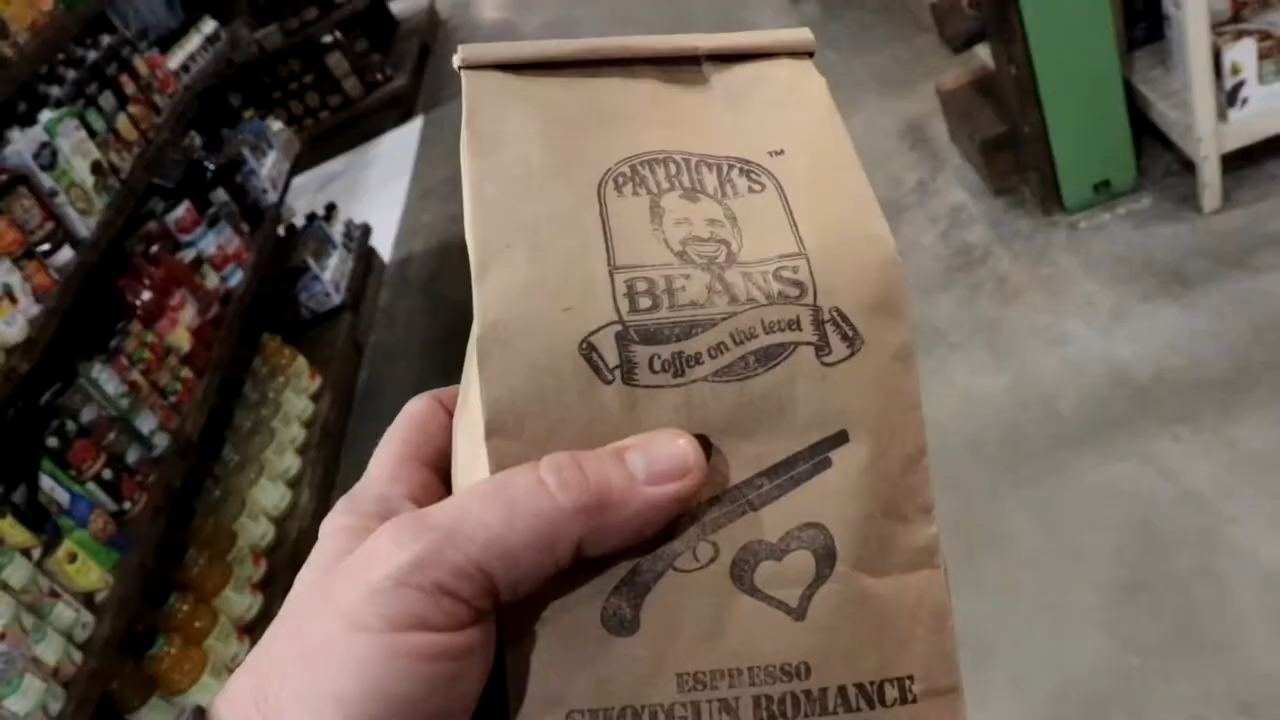 PATRICK'S
™
BEANS
Coffee on the level
ESPRESSO
SHOTGUN ROMANCE